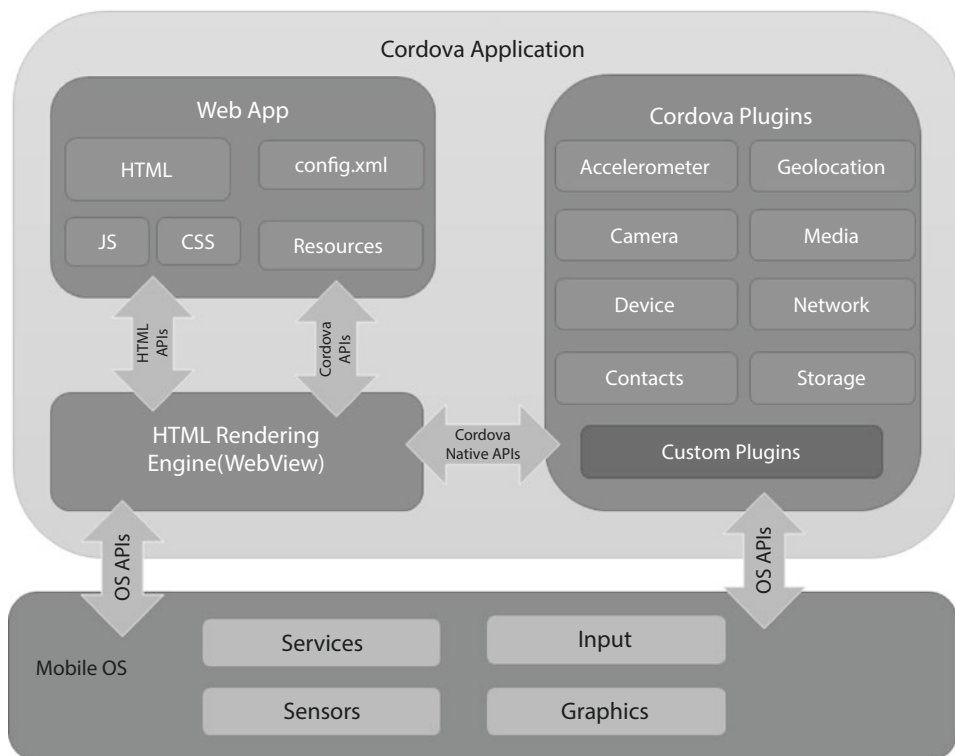 Cordova Application
Web App
HTML
config.xml
JS
CSS
Resources
HTML
APIs
Cordova
APIs
HTML Rendering
Engine(WebView)
Cordova
Native APIs
Cordova Plugins
Accelerometer
Geolocation
Camera
Media
Device
Network
Contacts
Storage
Custom Plugins
OS APIs
OS APIs
Mobile OS
Services
Input
Sensors
Graphics